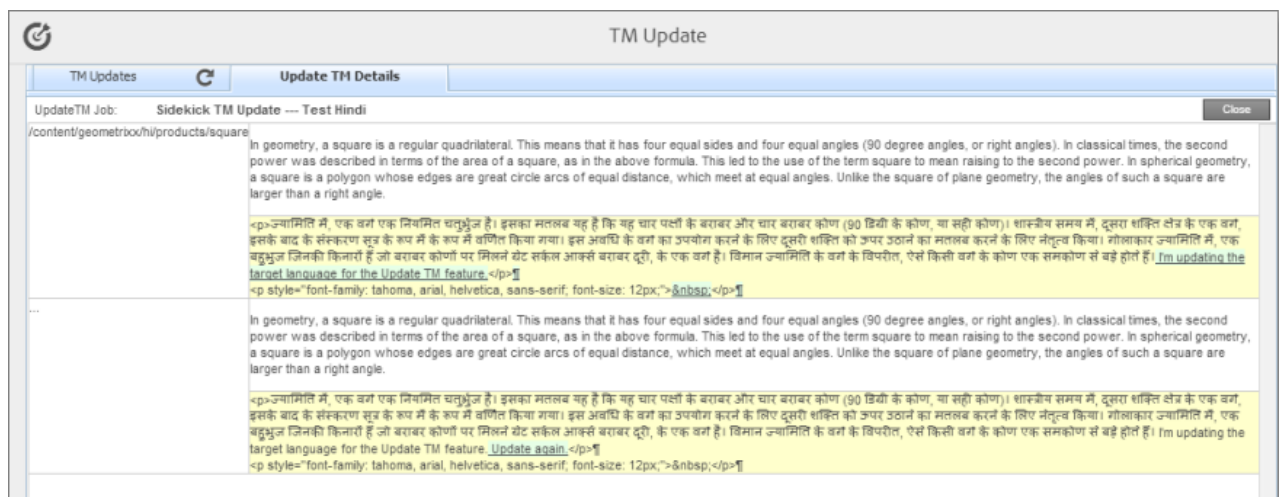 TM Update
TM Updates Update TM Details
UpdateTM Job: Sidekick TM Update --- Test Hindi Close
/content/geometrixx/hi/products/square
In geometry, a square is a regular quadrilateral. This means that it has four equal sides and four equal angles (90 degree angles, or right angles). In classical times, the second
power was described in terms of the area of a square, as in the above formula. This led to the use of the term square to mean raising to the second power. In spherical geometry,
a square is a polygon whose edges are great circle arcs of equal distance, which meet at equal angles. Unlike the square of plane geometry, the angles of such a square are
larger than a right angle.
<p>ज्यामिति में, एक वर्ग एक नियमित चतुर्भुज है। इसका मतलब यह है कि यह चार पक्षों के बराबर और चार बराबर कोण (90 डिग्री के कोण, या सही कोण)। शास्त्रीय समय में, दूसरा शक्ति क्षेत्र के एक वर्ग,
इसके बाद के संस्करण सूत्र के रूप में के रूप में वर्णित किया गया। इस अवधि के वर्ग का उपयोग करने के लिए दूसरी शक्ति को ऊपर उठाने का मतलब करने के लिए नेतृत्व किया। गोलाकार ज्यामिति में, एक
बहुभुज जिनकी किनारों हैं जो बराबर कोणों पर मिलने ग्रेट सर्कल आर्क्स बराबर दूरी, के एक वर्ग है। विमान ज्यामिति के वर्ग के विपरीत, ऐसे किसी वर्ग के कोण एक समकोण से बड़े होते हैं। I'm updating the
target language for the Update TM feature.</p>¶
<p style="font-family: tahoma, arial, helvetica, sans-serif; font-size: 12px;">&nbsp;</p>¶
...
In geometry, a square is a regular quadrilateral. This means that it has four equal sides and four equal angles (90 degree angles, or right angles). In classical times, the second
power was described in terms of the area of a square, as in the above formula. This led to the use of the term square to mean raising to the second power. In spherical geometry,
a square is a polygon whose edges are great circle arcs of equal distance, which meet at equal angles. Unlike the square of plane geometry, the angles of such a square are
larger than a right angle.
<p>ज्यामिति में, एक वर्ग एक नियमित चतुर्भुज है। इसका मतलब यह है कि यह चार पक्षों के बराबर और चार बराबर कोण (90 डिग्री के कोण, या सही कोण)। शास्त्रीय समय में, दूसरा शक्ति क्षेत्र के एक वर्ग,
इसके बाद के संस्करण सूत्र के रूप में के रूप में वर्णित किया गया। इस अवधि के वर्ग का उपयोग करने के लिए दूसरी शक्ति को ऊपर उठाने का मतलब करने के लिए नेतृत्व किया। गोलाकार ज्यामिति में, एक
बहुभुज जिनकी किनारों हैं जो बराबर कोणों पर मिलने ग्रेट सर्कल आर्क्स बराबर दूरी, के एक वर्ग है। विमान ज्यामिति के वर्ग के विपरीत, ऐसे किसी वर्ग के कोण एक समकोण से बड़े होते हैं। I'm updating the
target language for the Update TM feature. Update again.</p>¶
<p style="font-family: tahoma, arial, helvetica, sans-serif; font-size: 12px;">&nbsp;</p>¶